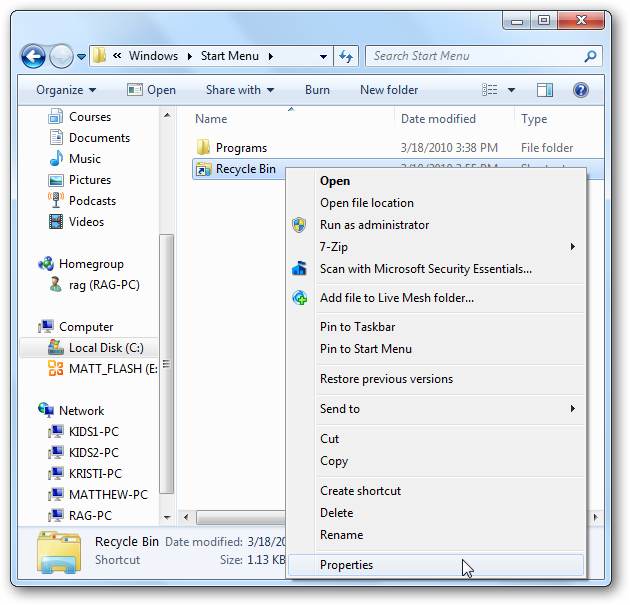 « Windows ▸ Start Menu ▸
Search Start Menu
Organize Open Share with Burn New folder
Courses
Documents
Music
Pictures
Podcasts
Videos
Homegroup
rag (RAG-PC)
Computer
Local Disk (C:)
MATT_FLASH (E:
Network
KIDS1-PC
KIDS2-PC
KRISTI-PC
MATTHEW-PC
RAG-PC
Name Date modified Type
Programs 3/18/2010 3:38 PM File folder
Recycle Bin
Open
Open file location
Run as administrator
7-Zip
Scan with Microsoft Security Essentials...
Add file to Live Mesh folder...
Pin to Taskbar
Pin to Start Menu
Restore previous versions
Send to
Cut
Copy
Create shortcut
Delete
Rename
Properties
Recycle Bin Date modified: 3/18/20
Shortcut Size: 1.13 KB